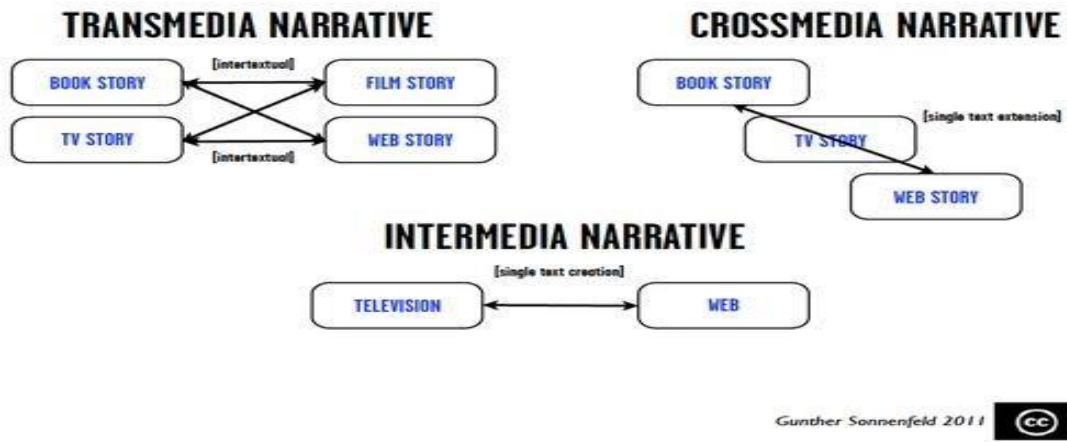 TRANSMEDIA NARRATIVE
[intertextual]
BOOK STORY
FILM STORY
TV STORY
WEB STORY
[intertextual]
CROSSMEDIA NARRATIVE
BOOK STORY
[single text extension]
TV STORY
WEB STORY
INTERMEDIA NARRATIVE
[single text creation]
TELEVISION
WEB
Gunther Sonnenfeld 2011
cc